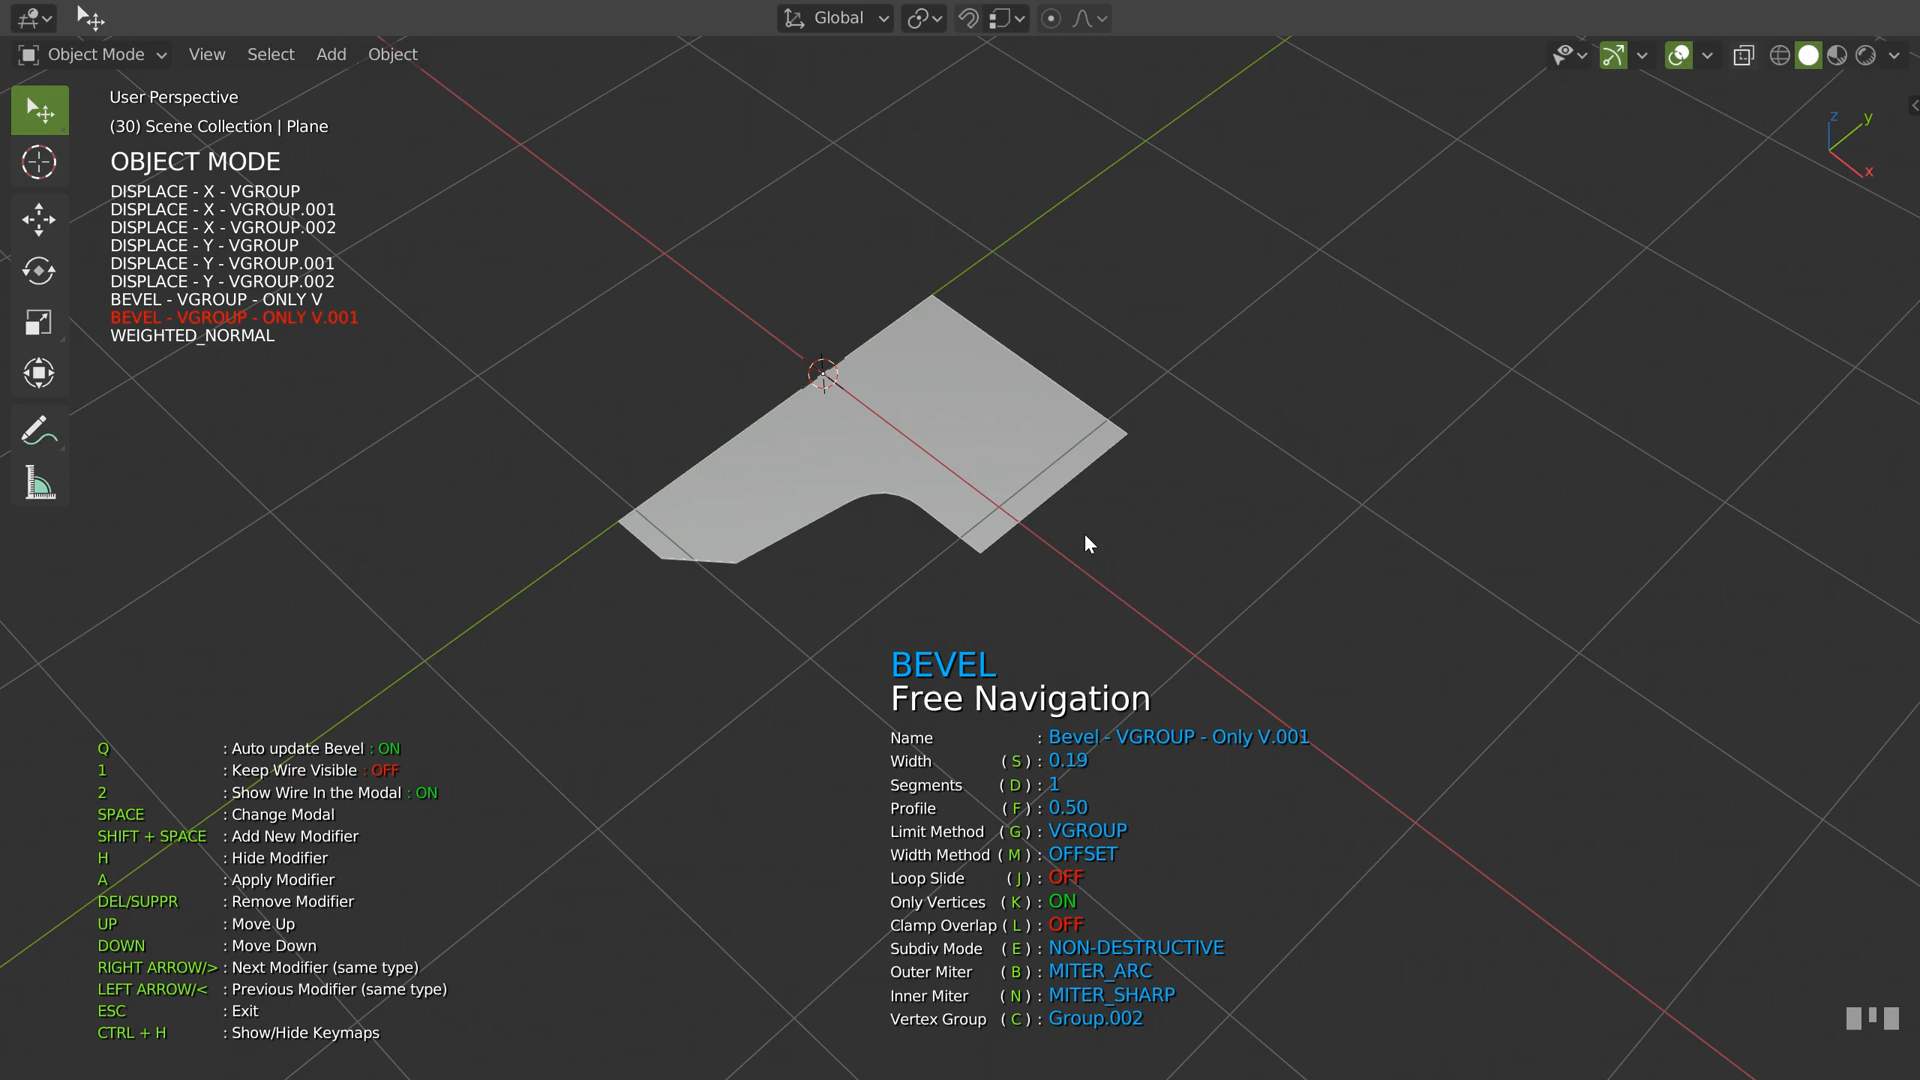 Global
Object Mode View Select Add Object
User Perspective
(30) Scene Collection | Plane
OBJECT MODE
DISPLACE - X - VGROUP
DISPLACE - X - VGROUP.001
DISPLACE - X - VGROUP.002
DISPLACE - Y - VGROUP
DISPLACE - Y - VGROUP.001
DISPLACE - Y - VGROUP.002
BEVEL - VGROUP - ONLY V
BEVEL - VGROUP - ONLY V.001
WEIGHTED_NORMAL
z
y
x
BEVEL
Free Navigation
Name : Bevel - VGROUP - Only V.001
Width ( S ) : 0.19
Segments ( D ) : 1
Profile ( F ) : 0.50
Limit Method ( G ) : VGROUP
Width Method ( M ) : OFFSET
Loop Slide ( J ) : OFF
Only Vertices ( K ) : ON
Clamp Overlap ( L ) : OFF
Subdiv Mode ( E ) : NON-DESTRUCTIVE
Outer Miter ( B ) : MITER_ARC
Inner Miter ( N ) : MITER_SHARP
Vertex Group ( C ) : Group.002
Q : Auto update Bevel : ON
1 : Keep Wire Visible : OFF
2 : Show Wire In the Modal : ON
SPACE : Change Modal
SHIFT + SPACE : Add New Modifier
H : Hide Modifier
A : Apply Modifier
DEL/SUPPR : Remove Modifier
UP : Move Up
DOWN : Move Down
RIGHT ARROW/> : Next Modifier (same type)
LEFT ARROW/< : Previous Modifier (same type)
ESC : Exit
CTRL + H : Show/Hide Keymaps